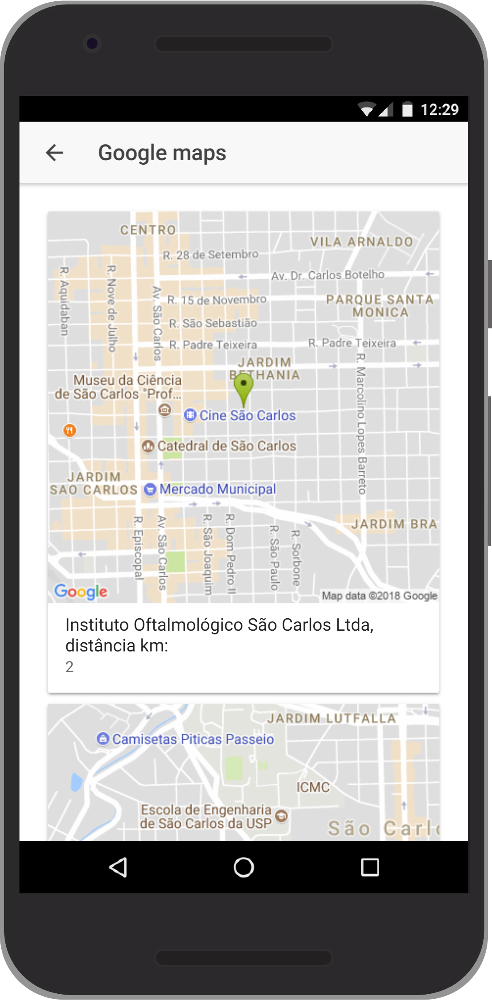 12:29
Google maps
CENTRO
VILA ARNALDO
R. 28 de Setembro
Av. Dr. Carlos Botelho
R. Aquidaban
R. Nove de Julho
Av. São Carlos
R. 15 de Novembro
PARQUE SANTA
MONICA
R. São Sebastião
R. Padre Teixeira
R. Padre Teixeira
JARDIM
BETHANIA
R. Marcolino Lopes Barreto
Museu da Ciência
de São Carlos "Prof...
Cine São Carlos
Catedral de São Carlos
JARDIM
SAO CARLOS
Mercado Municipal
R. Episcopal
Av. São Carlos
R. São Joaquim
R. Dom Pedro II
R. São Paulo
R. Sorbone
JARDIM BRA
Google
Map data ©2018 Google
Instituto Oftalmológico São Carlos Ltda,
distância km:
2
JARDIM LUTFALLA
Camisetas Piticas Passeio
ICMC
Escola de Engenharia
de São Carlos da USP
São Carlo